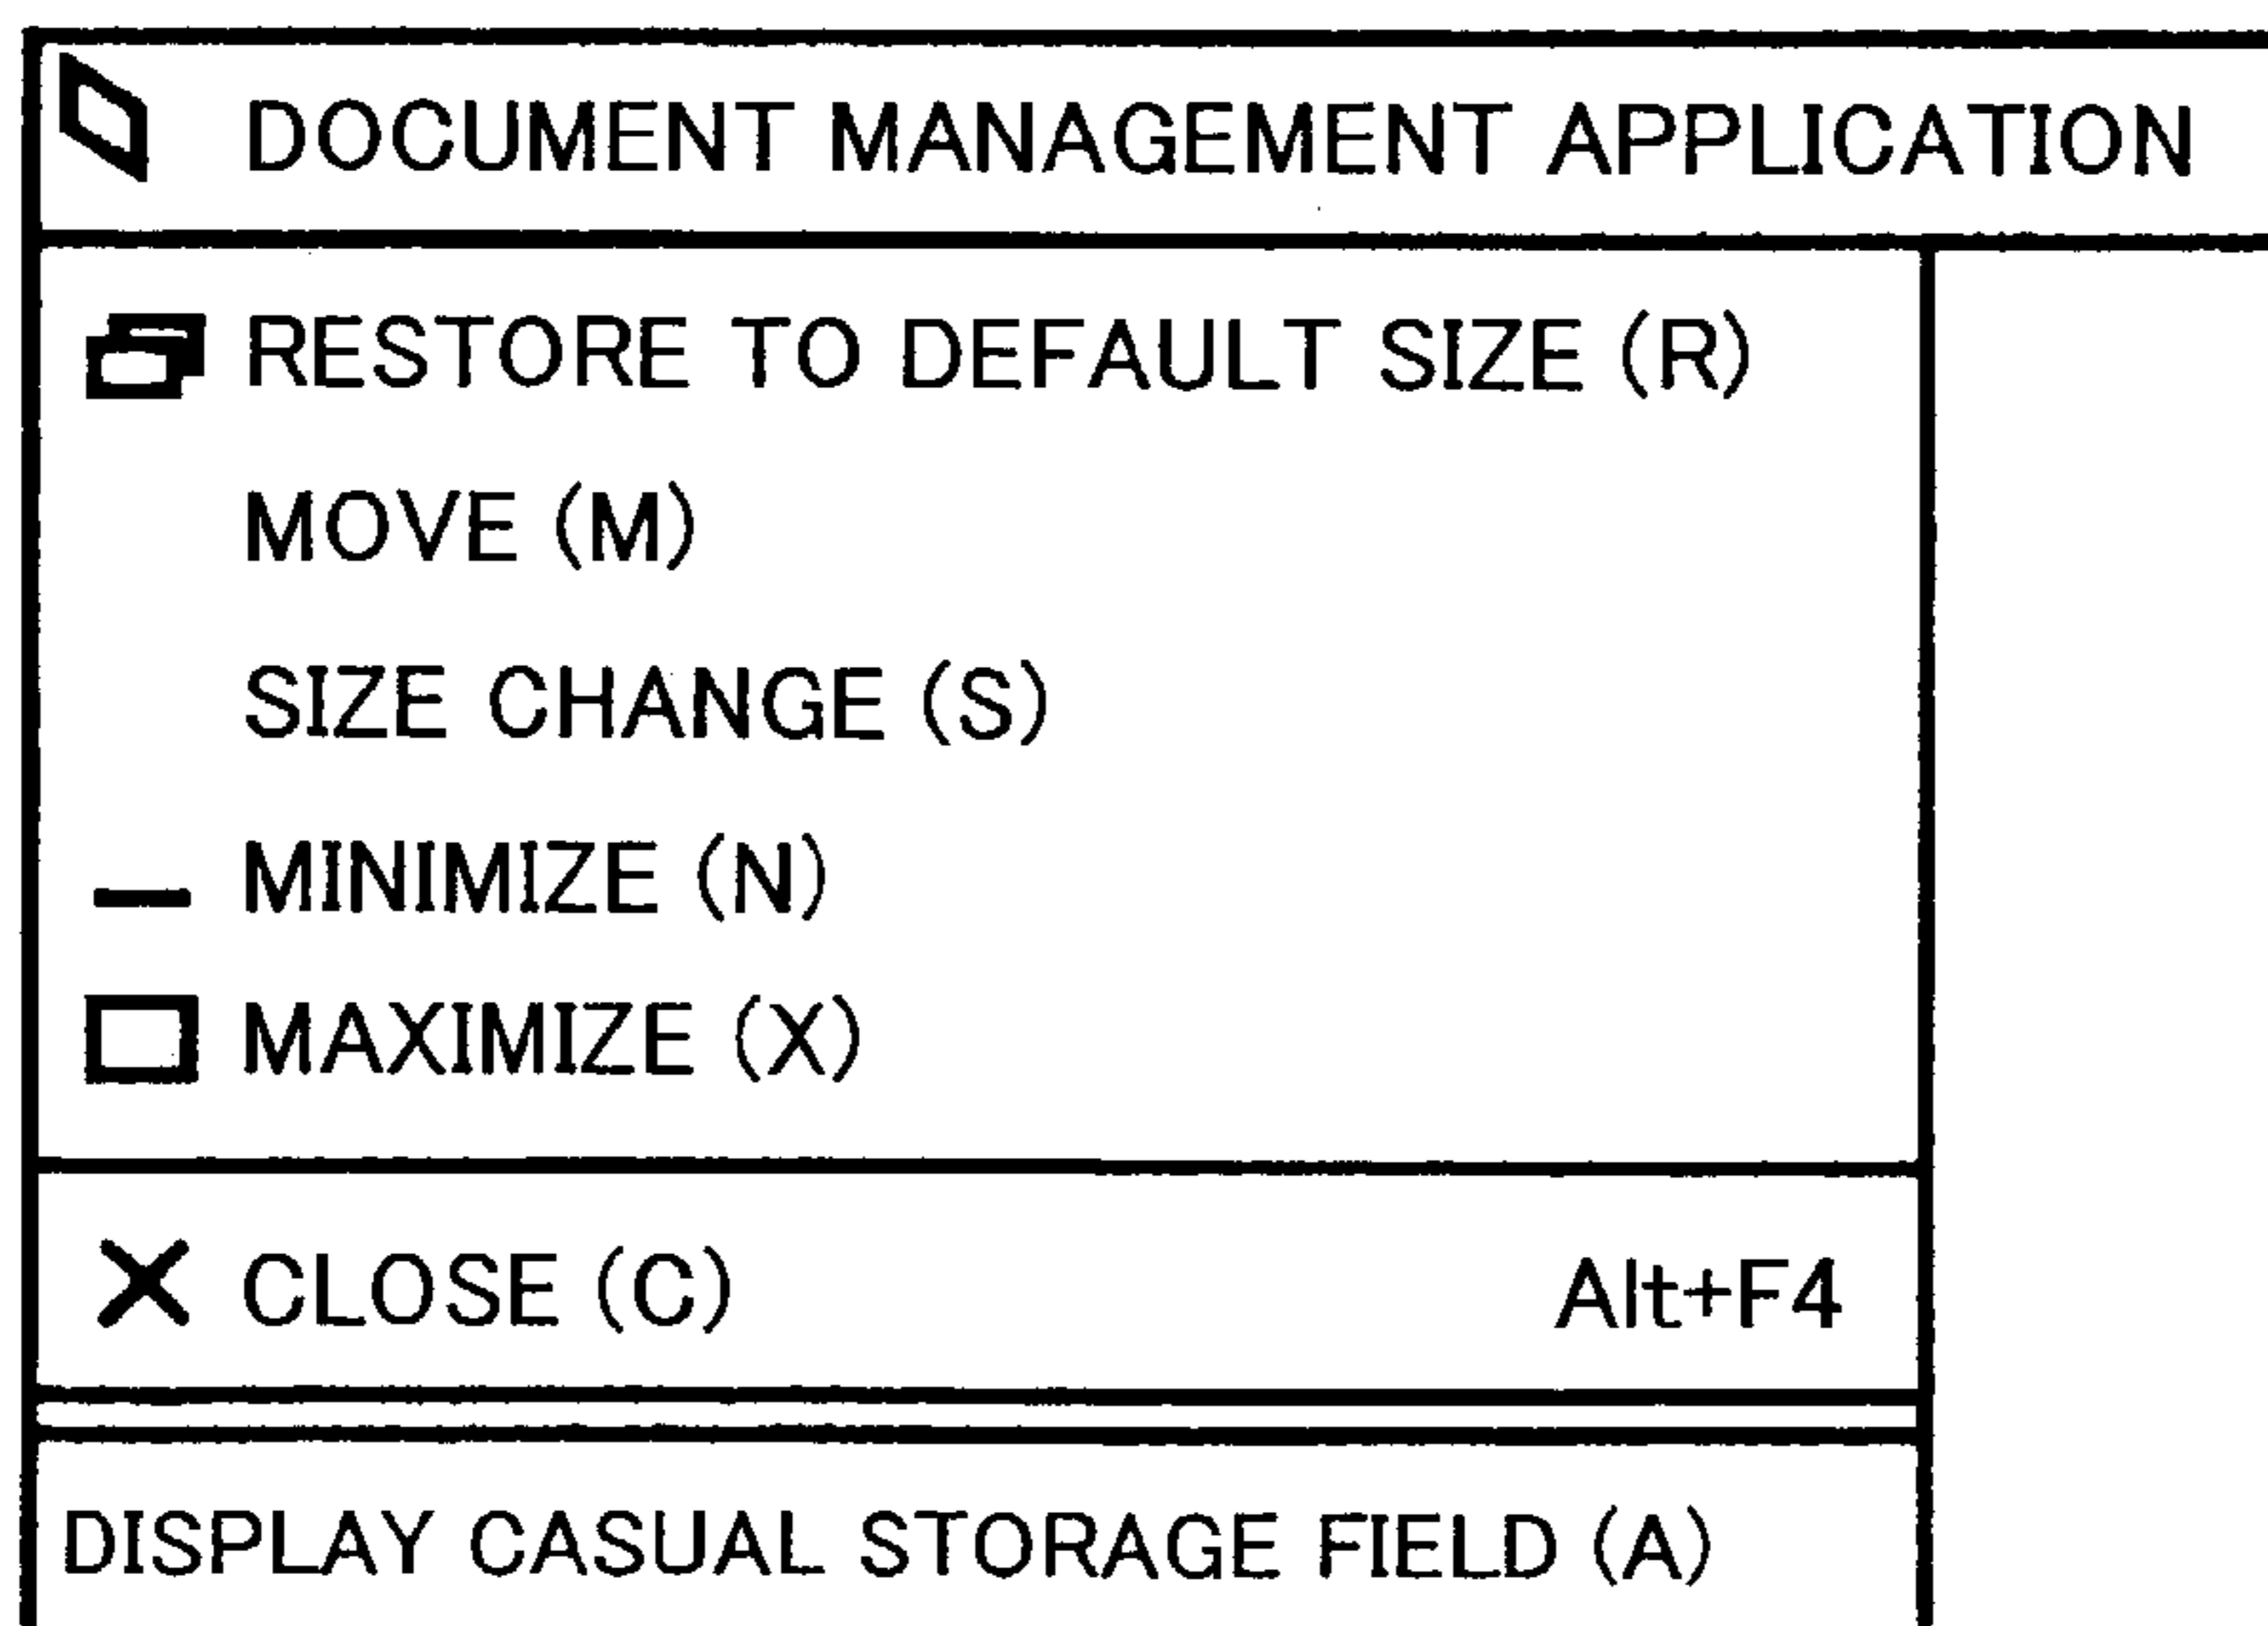 DOCUMENT MANAGEMENT APPLICATION
RESTORE TO DEFAULT SIZE (R)
MOVE (M)
SIZE CHANGE (S)
MINIMIZE (N)
MAXIMIZE (X)
CLOSE (C) Alt+F4
DISPLAY CASUAL STORAGE FIELD (A)